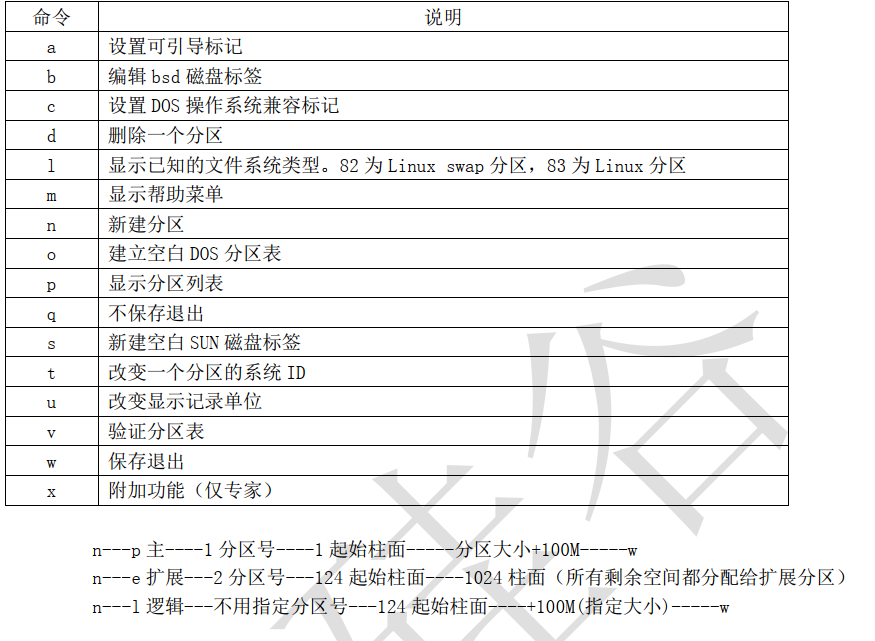 命令 说明
a 设置可引导标记
b 编辑 bsd 磁盘标签
c 设置 DOS 操作系统兼容标记
d 删除一个分区
l 显示已知的文件系统类型。82 为 Linux swap 分区，83 为 Linux 分区
m 显示帮助菜单
n 新建分区
o 建立空白 DOS 分区表
p 显示分区列表
q 不保存退出
s 新建空白 SUN 磁盘标签
t 改变一个分区的系统 ID
u 改变显示记录单位
v 验证分区表
w 保存退出
x 附加功能（仅专家）
n---p 主----1 分区号----1 起始柱面-----分区大小+100M-----w
n---e 扩展---2 分区号---124 起始柱面----1024 柱面（所有剩余空间都分配给扩展分区）
n---l 逻辑---不用指定分区号---124 起始柱面----+100M(指定大小)-----w
硅谷